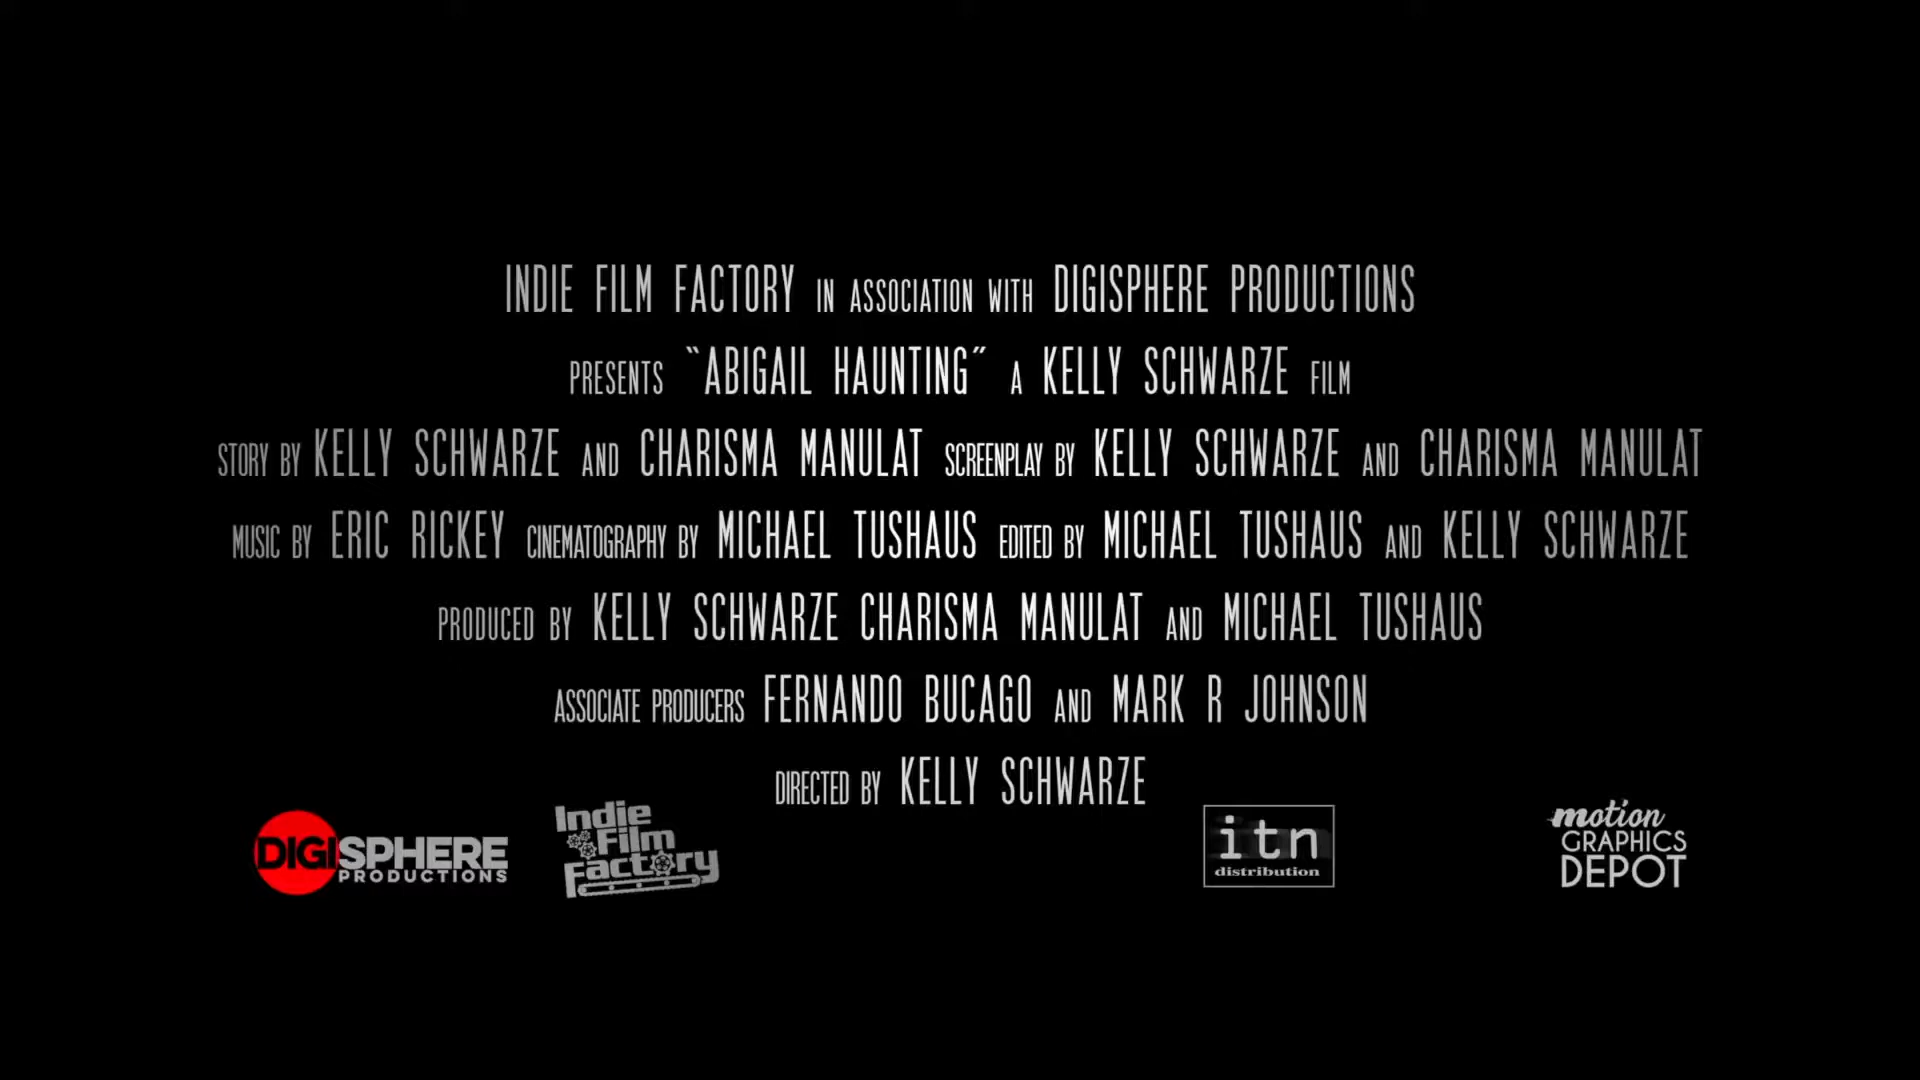 INDIE FILM FACTORY IN ASSOCIATION WITH DIGISPHERE PRODUCTIONS
PRESENTS “ABIGAIL HAUNTING” A KELLY SCHWARZE FILM
STORY BY KELLY SCHWARZE AND CHARISMA MANULAT SCREENPLAY BY KELLY SCHWARZE AND CHARISMA MANULAT
MUSIC BY ERIC RICKEY CINEMATOGRAPHY BY MICHAEL TUSHAUS EDITED BY MICHAEL TUSHAUS AND KELLY SCHWARZE
PRODUCED BY KELLY SCHWARZE CHARISMA MANULAT AND MICHAEL TUSHAUS
ASSOCIATE PRODUCERS FERNANDO BUCAGO AND MARK R JOHNSON
DIRECTED BY KELLY SCHWARZE
DIGISPHERE
PRODUCTIONS
Indie
Film
Factory
itn
distribution
motion
GRAPHICS
DEPOT